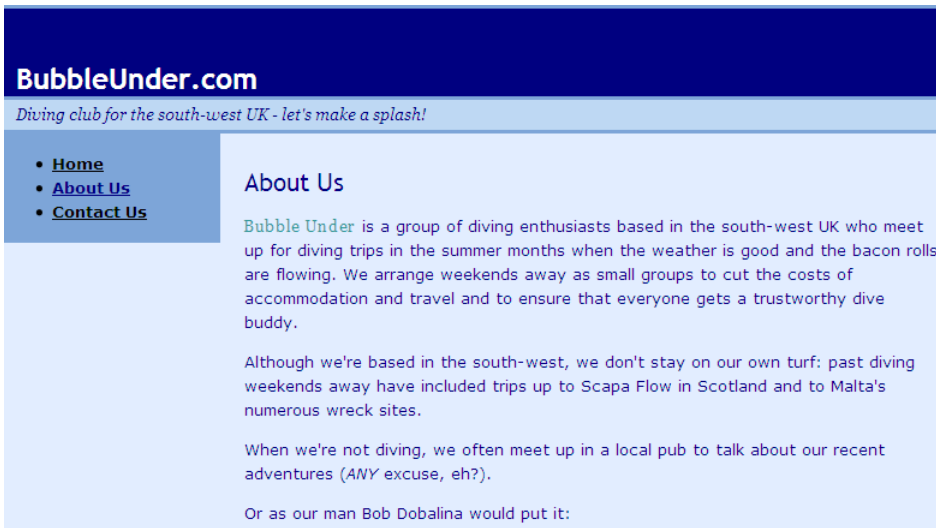 BubbleUnder.com
Diving club for the south-west UK - let's make a splash!
Home
About Us
Contact Us
About Us
Bubble Under is a group of diving enthusiasts based in the south-west UK who meet
up for diving trips in the summer months when the weather is good and the bacon rolls
are flowing. We arrange weekends away as small groups to cut the costs of
accommodation and travel and to ensure that everyone gets a trustworthy dive
buddy.
Although we're based in the south-west, we don't stay on our own turf: past diving
weekends away have included trips up to Scapa Flow in Scotland and to Malta's
numerous wreck sites.
When we're not diving, we often meet up in a local pub to talk about our recent
adventures (ANY excuse, eh?).
Or as our man Bob Dobalina would put it: